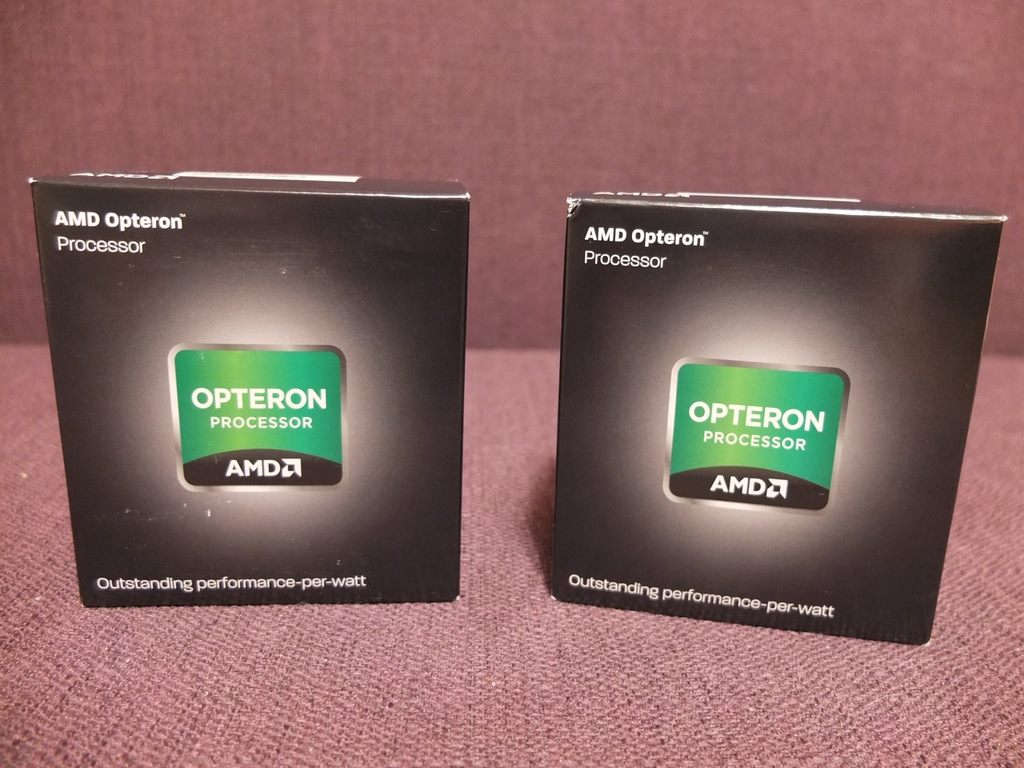 AMD Opteron™
Processor
OPTERON
PROCESSOR
AMD
Outstanding performance-per-watt
AMD Opteron™
Processor
OPTERON
PROCESSOR
AMD
Outstanding performance-per-watt